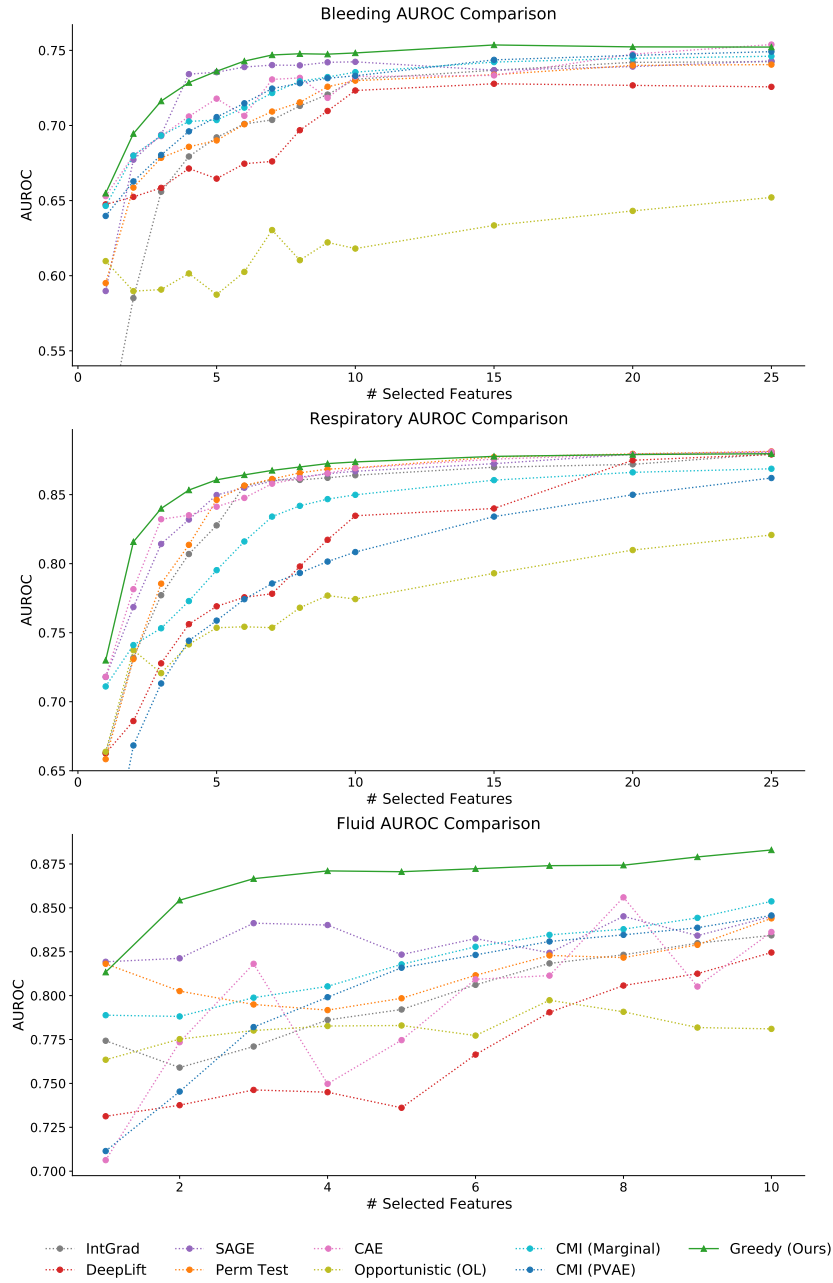 Bleeding AUROC Comparison
AUROC
0.75
0.70
0.65
0.60
0.55
0
5
10
15
20
25
# Selected Features
Respiratory AUROC Comparison
AUROC
0.85
0.80
0.75
0.70
0.65
0
5
10
15
20
25
# Selected Features
Fluid AUROC Comparison
AUROC
0.875
0.850
0.825
0.800
0.775
0.750
0.725
0.700
2
4
6
8
10
# Selected Features
IntGrad
SAGE
CAE
CMI (Marginal)
Greedy (Ours)
DeepLift
Perm Test
Opportunistic (OL)
CMI (PVAE)